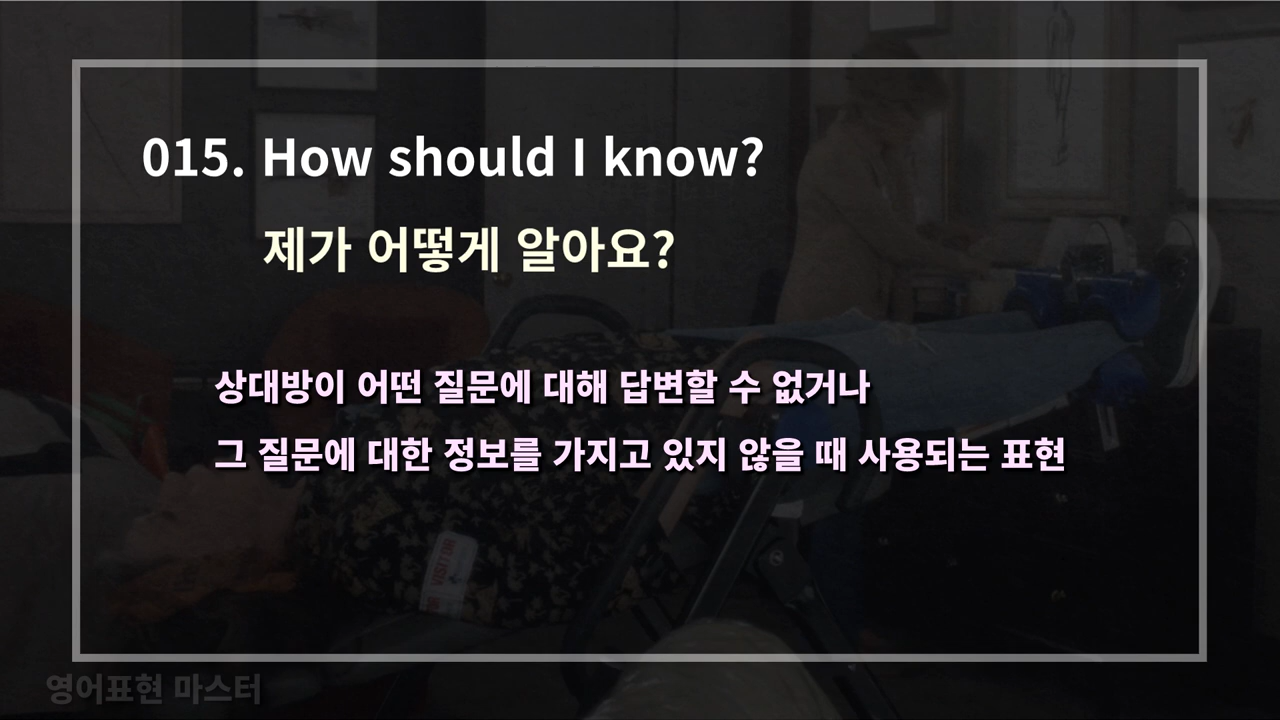 015. How should I know?
제가 어떻게 알아요?
상대방이 어떤 질문에 대해 답변할 수 없거나
그 질문에 대한 정보를 가지고 있지 않을 때 사용되는 표현
VISITOR
영어표현 마스터